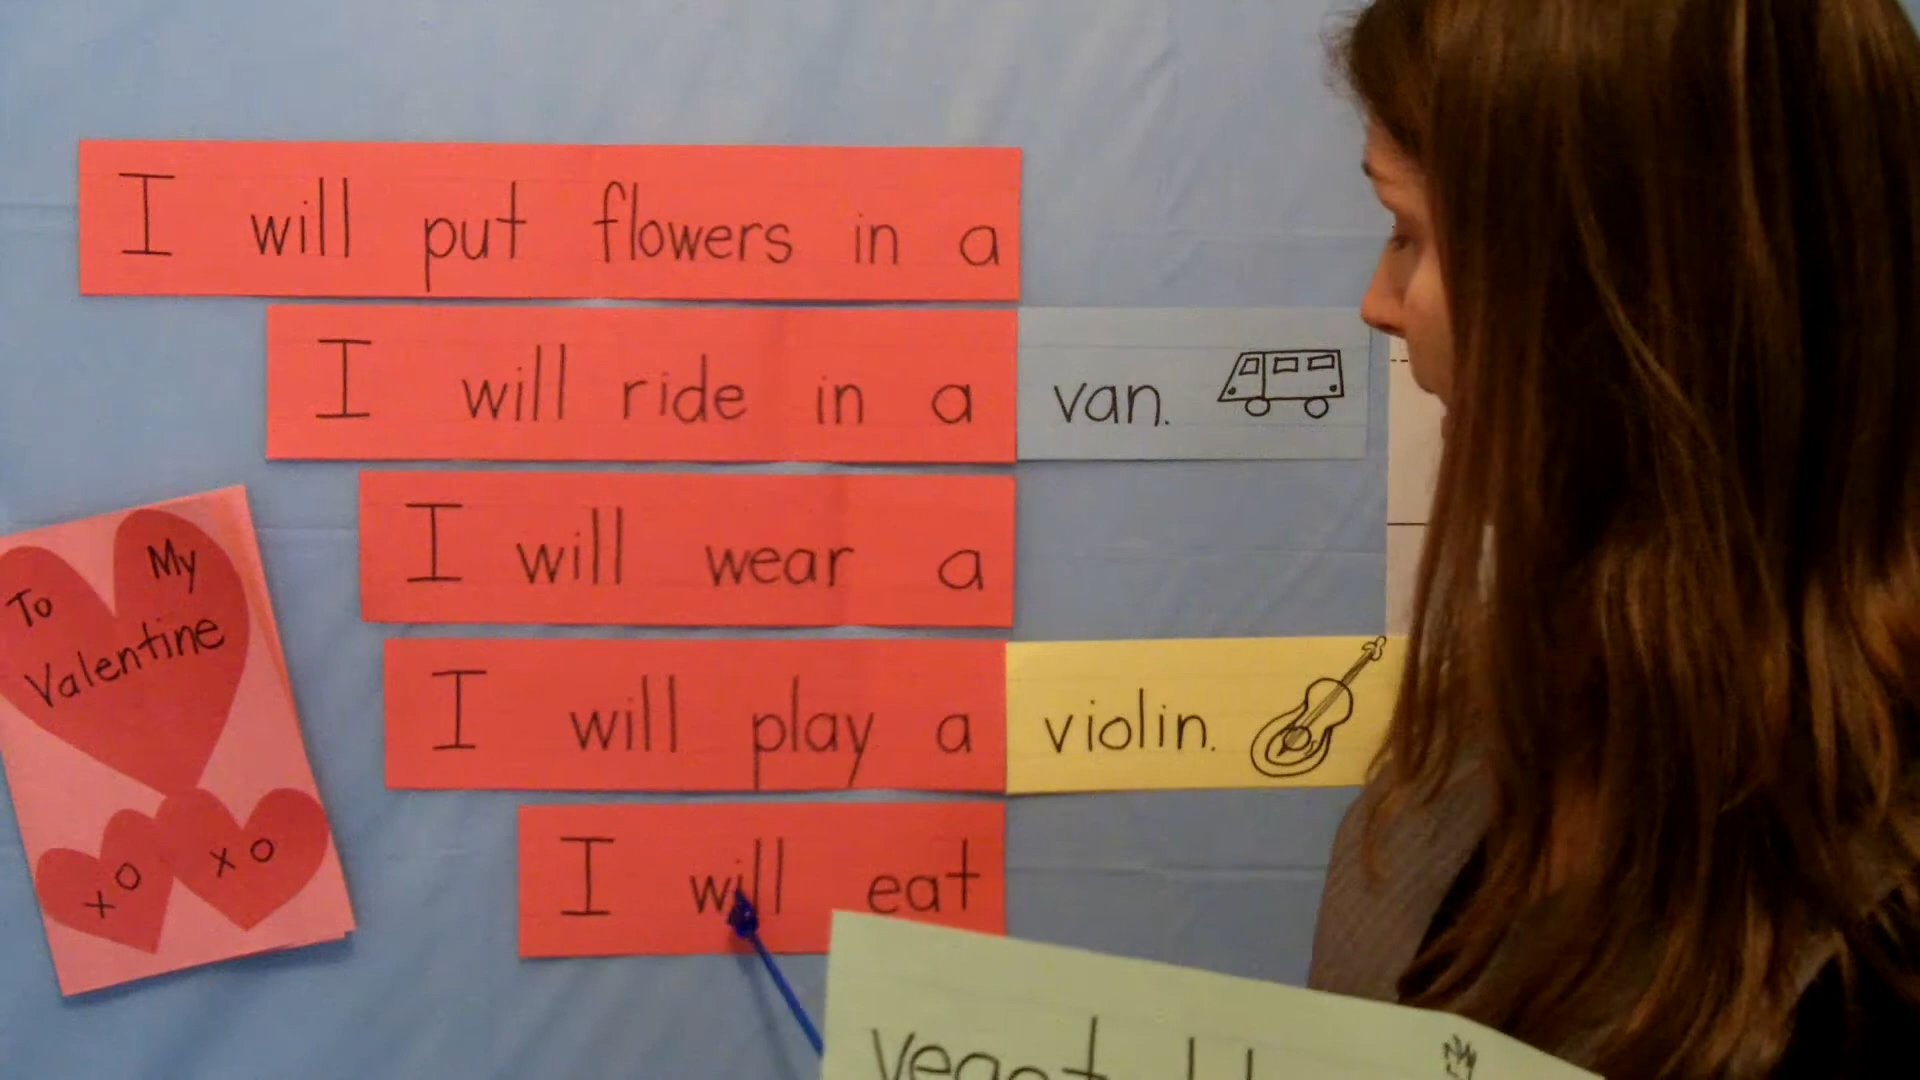 I will put flowers in a
I will ride in a van.
I will wear a
I will play a violin.
I will eat
To My
Valentine
XO XO